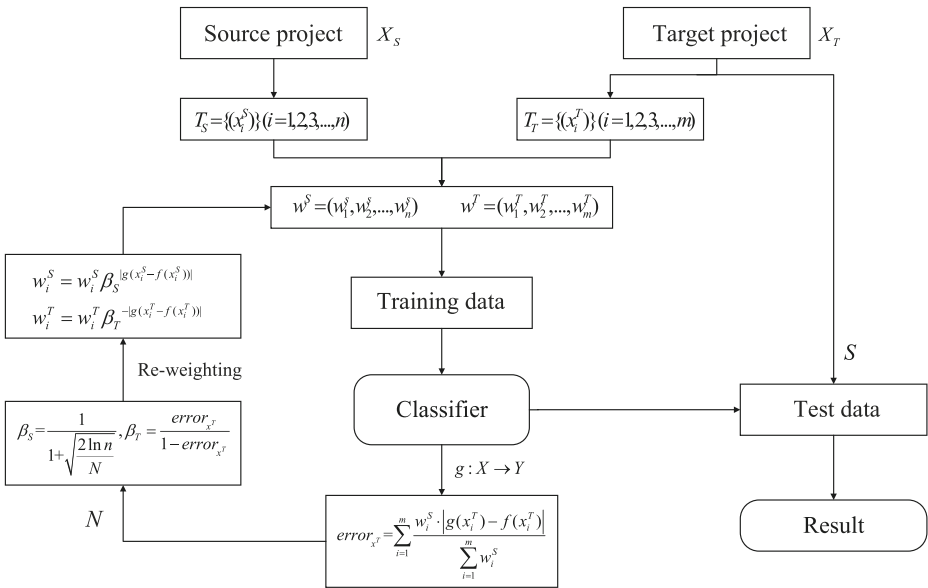 Source project X_S
Target project X_T
T_S={(x_i^S)}(i=1,2,3,...,n)
T_T={(x_i^T)}(i=1,2,3,...,m)
w^S=(w_1^s,w_2^s,...,w_n^s) w^T=(w_1^T,w_2^T,...,w_m^T)
w_i^S = w_i^S β_S^{|g(x_i^S-f(x_i^S))|}
w_i^T = w_i^T β_T^{-|g(x_i^T-f(x_i^T))|}
Training data
Re-weighting
S
Classifier
Test data
β_S=1/(1+√(2 ln n/N)), β_T=error_{x^T}/(1-error_{x^T})
g : X → Y
N
error_{x^T}=∑_{i=1}^{m} w_i^S·|g(x_i^T)-f(x_i^T)|/∑_{i=1}^{m} w_i^S
Result